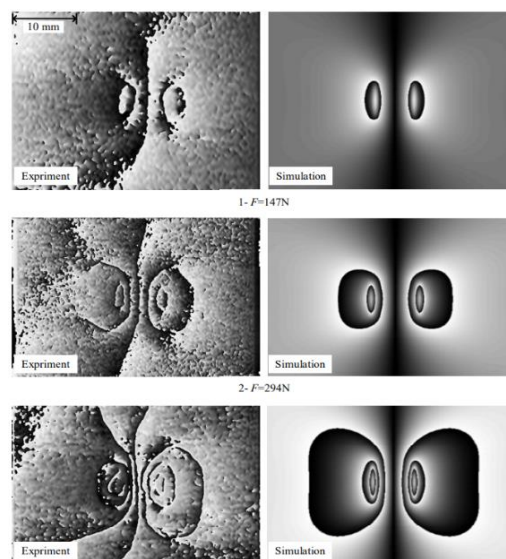 10 mm
Expriment
Simulation
1- F=147N
Expriment
Simulation
2- F=294N
Expriment
Simulation